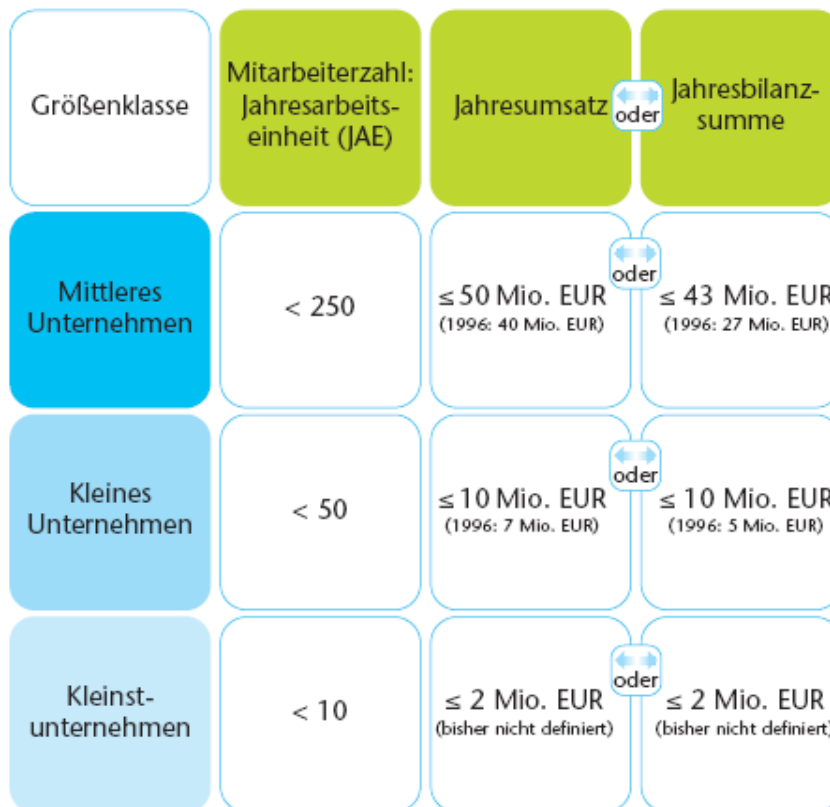 Größenklasse
Mitarbeiterzahl:
Jahresarbeits-
einheit (JAE)
Jahresumsatz
oder
Jahresbilanz-
summe
Mittleres
Unternehmen
< 250
≤ 50 Mio. EUR
(1996: 40 Mio. EUR)
oder
≤ 43 Mio. EUR
(1996: 27 Mio. EUR)
Kleines
Unternehmen
< 50
≤ 10 Mio. EUR
(1996: 7 Mio. EUR)
oder
≤ 10 Mio. EUR
(1996: 5 Mio. EUR)
Kleinst-
unternehmen
< 10
≤ 2 Mio. EUR
(bisher nicht definiert)
oder
≤ 2 Mio. EUR
(bisher nicht definiert)